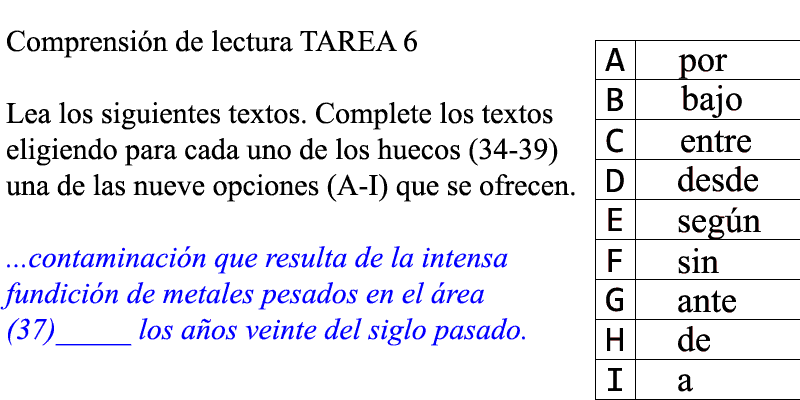 Comprensión de lectura TAREA 6
Lea los siguientes textos. Complete los textos
eligiendo para cada uno de los huecos (34-39)
una de las nueve opciones (A-I) que se ofrecen.
...contaminación que resulta de la intensa
fundición de metales pesados en el área
(37)_____ los años veinte del siglo pasado.
A por
B bajo
C entre
D desde
E según
F sin
G ante
H de
I a